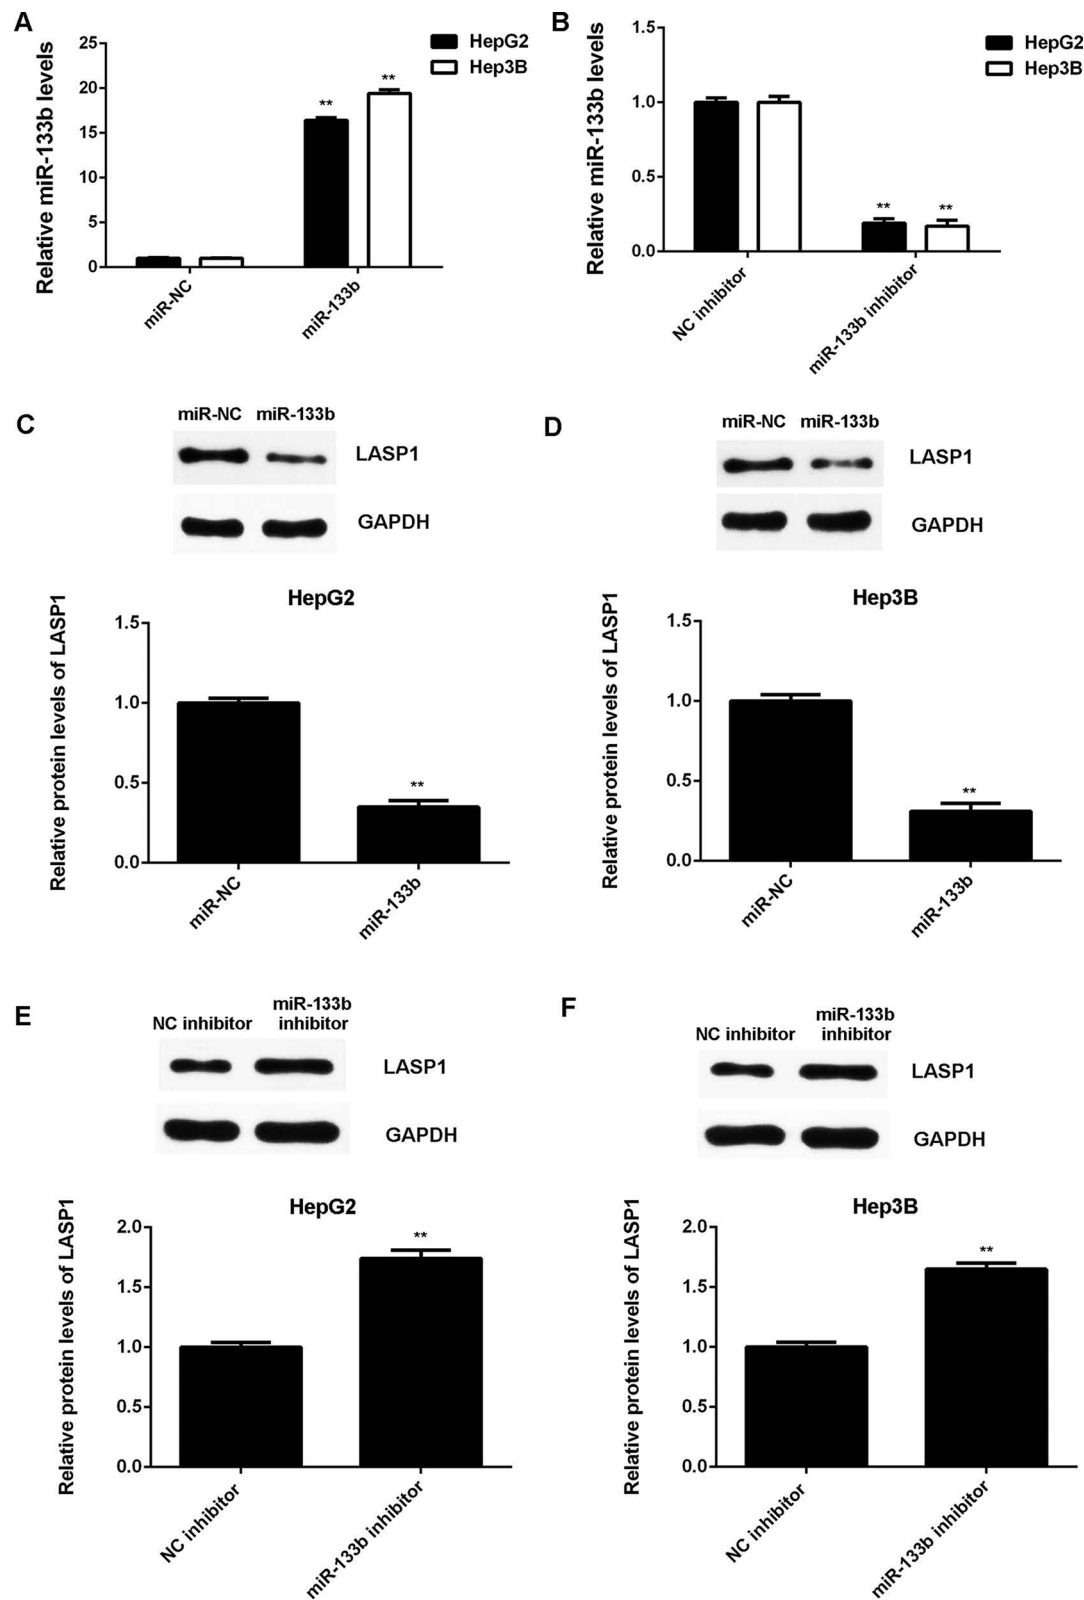 A
Relative miR-133b levels
25
20
15
10
5
0
HepG2
Hep3B
**
**
miR-NC
miR-133b
B
Relative miR-133b levels
1.5
1.0
0.5
0.0
HepG2
Hep3B
**
**
NC inhibitor
miR-133b inhibitor
C
miR-NC miR-133b
LASP1
GAPDH
HepG2
Relative protein levels of LASP1
1.5
1.0
0.5
0.0
**
miR-NC
miR-133b
D
miR-NC miR-133b
LASP1
GAPDH
Hep3B
Relative protein levels of LASP1
1.5
1.0
0.5
0.0
**
miR-NC
miR-133b
E
NC inhibitor
miR-133b
inhibitor
LASP1
GAPDH
HepG2
Relative protein levels of LASP1
2.0
1.5
1.0
0.5
0.0
**
NC inhibitor
miR-133b inhibitor
F
NC inhibitor
miR-133b
inhibitor
LASP1
GAPDH
Hep3B
Relative protein levels of LASP1
2.0
1.5
1.0
0.5
0.0
**
NC inhibitor
miR-133b inhibitor